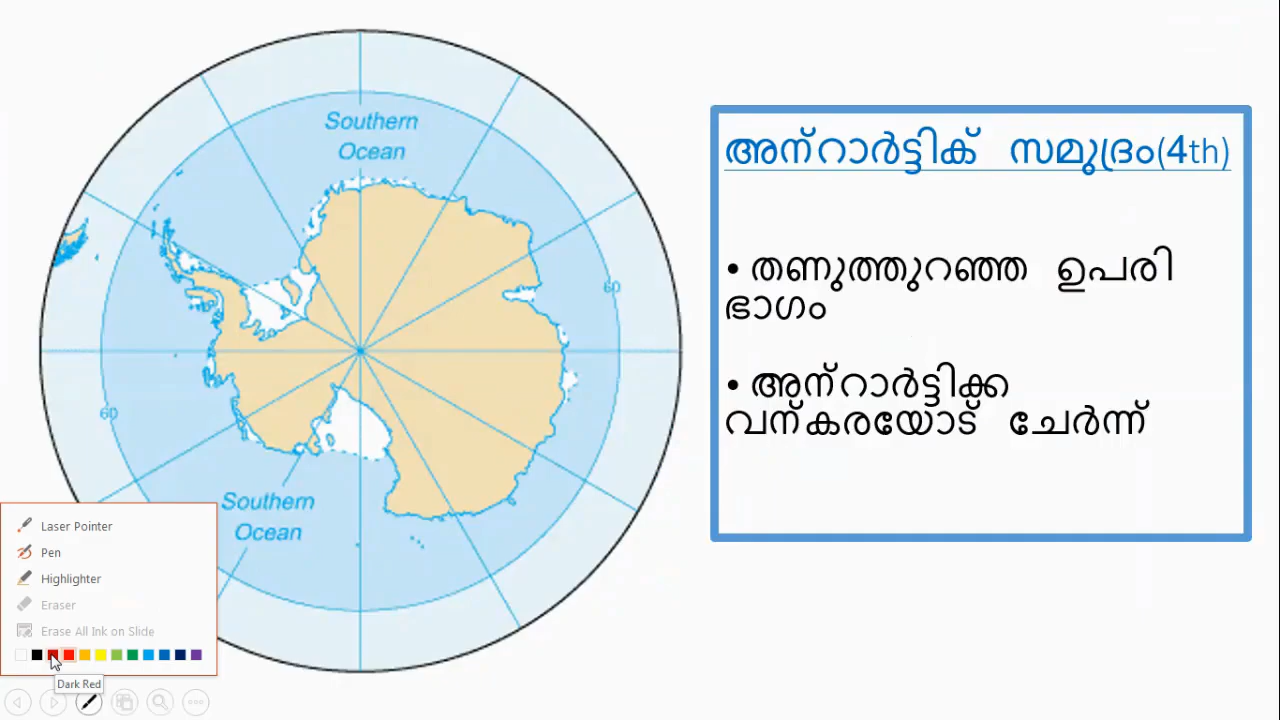 Southern
Ocean
60
60
Southern
Ocean
അന്റാർട്ടിക് സമുദ്രം(4th)
• തണുത്തുറഞ്ഞ ഉപരി
ഭാഗം
• അന്റാർട്ടിക്ക
വന്കരയോട് ചേർന്ന്
Laser Pointer
Pen
Highlighter
Eraser
Erase All Ink on Slide
Dark Red